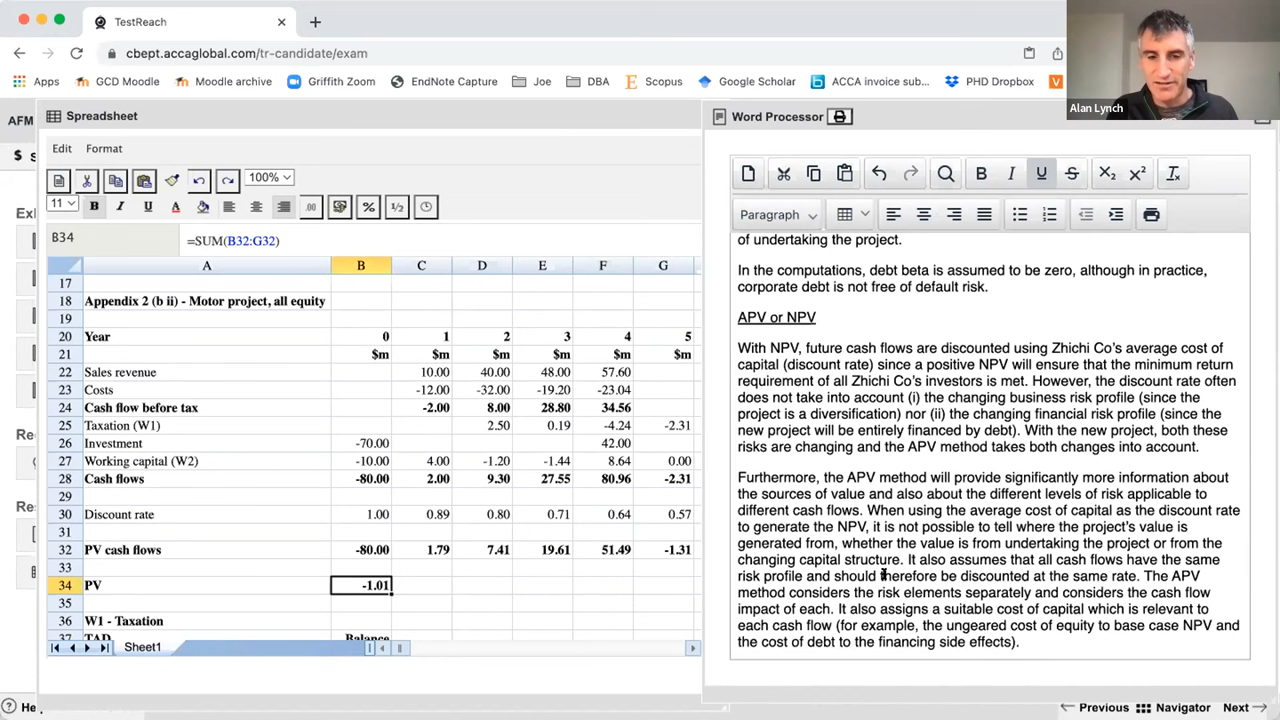 TestReach
cbept.accaglobal.com/tr-candidate/exam
Apps GCD Moodle Moodle archive Griffith Zoom EndNote Capture Joe DBA Scopus Google Scholar ACCA invoice sub... PHD Dropbox
Alan Lynch
AFM
Spreadsheet
Edit Format
100%
11
B34 =SUM(B32:G32)
A B C D E F G
17
18 Appendix 2 (b ii) - Motor project, all equity
19
20 Year 0 1 2 3 4 5
21 $m $m $m $m $m $m
22 Sales revenue 10.00 40.00 48.00 57.60
23 Costs -12.00 -32.00 -19.20 -23.04
24 Cash flow before tax -2.00 8.00 28.80 34.56
25 Taxation (W1) 2.50 0.19 -4.24 -2.31
26 Investment -70.00 42.00
27 Working capital (W2) -10.00 4.00 -1.20 -1.44 8.64 0.00
28 Cash flows -80.00 2.00 9.30 27.55 80.96 -2.31
29
30 Discount rate 1.00 0.89 0.80 0.71 0.64 0.57
31
32 PV cash flows -80.00 1.79 7.41 19.61 51.49 -1.31
33
34 PV -1.01
35
36 W1 - Taxation
37 TAD Balance
Sheet1
Word Processor
Paragraph
of undertaking the project.
In the computations, debt beta is assumed to be zero, although in practice,
corporate debt is not free of default risk.
APV or NPV
With NPV, future cash flows are discounted using Zhichi Co's average cost of
capital (discount rate) since a positive NPV will ensure that the minimum return
requirement of all Zhichi Co's investors is met. However, the discount rate often
does not take into account (i) the changing business risk profile (since the
project is a diversification) nor (ii) the changing financial risk profile (since the
new project will be entirely financed by debt). With the new project, both these
risks are changing and the APV method takes both changes into account.
Furthermore, the APV method will provide significantly more information about
the sources of value and also about the different levels of risk applicable to
different cash flows. When using the average cost of capital as the discount rate
to generate the NPV, it is not possible to tell where the project's value is
generated from, whether the value is from undertaking the project or from the
changing capital structure. It also assumes that all cash flows have the same
risk profile and should therefore be discounted at the same rate. The APV
method considers the risk elements separately and considers the cash flow
impact of each. It also assigns a suitable cost of capital which is relevant to
each cash flow (for example, the ungeared cost of equity to base case NPV and
the cost of debt to the financing side effects).
Previous Navigator Next